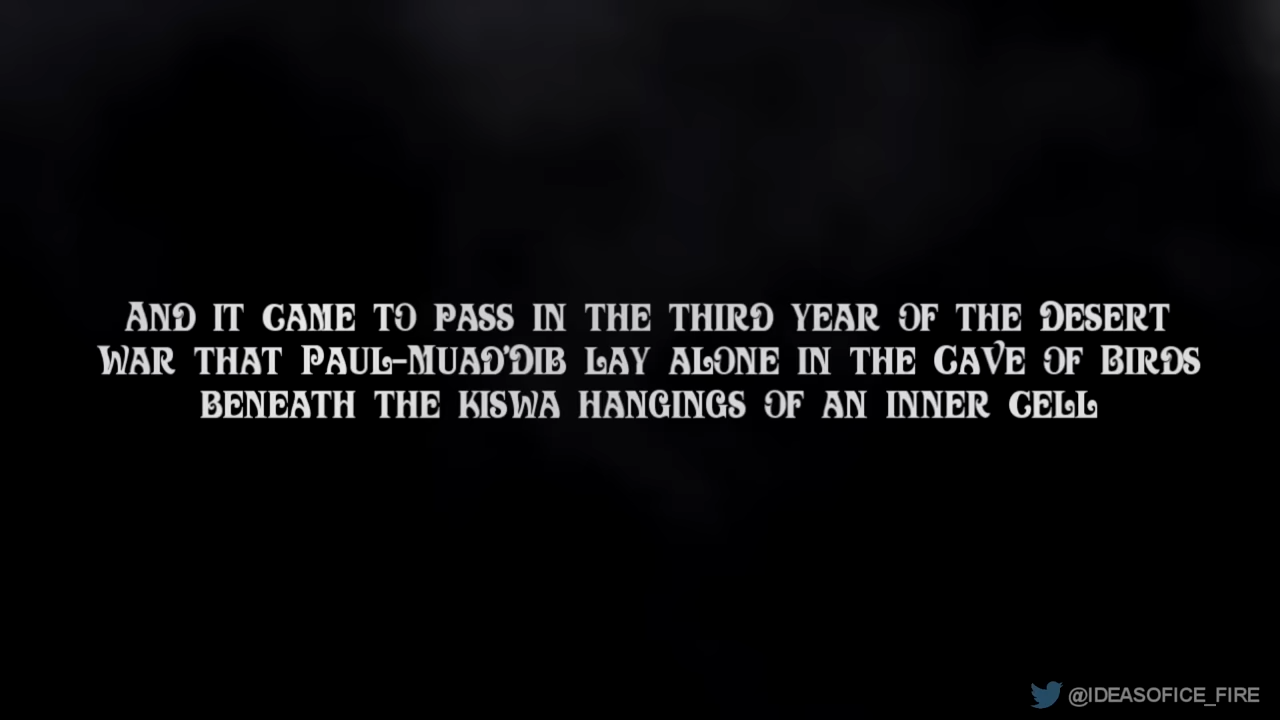 And it came to pass in the third year of the Desert
War that Paul-Muad'Dib lay alone in the Cave of Birds
beneath the kiswa hangings of an inner cell
@IDEASOFICE_FIRE